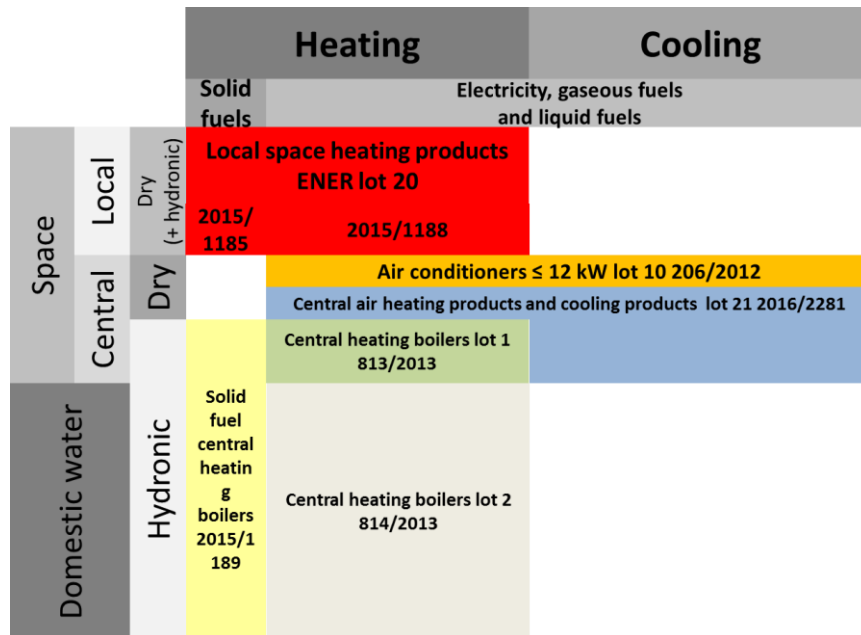 Heating
Cooling
Solid
fuels
Electricity, gaseous fuels
and liquid fuels
Space
Local
Dry
(+ hydronic)
Local space heating products
ENER lot 20
2015/
1185
2015/1188
Central
Dry
Air conditioners ≤ 12 kW lot 10 206/2012
Central air heating products and cooling products lot 21 2016/2281
Hydronic
Central heating boilers lot 1
813/2013
Solid
fuel
central
heatin
g
boilers
2015/1
189
Domestic water
Central heating boilers lot 2
814/2013